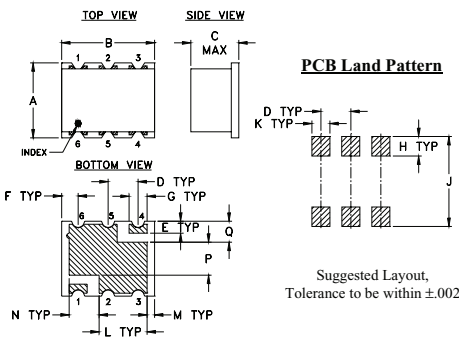 TOP VIEW
SIDE VIEW
B
C
MAX
1 2 3
A
6 5 4
INDEX
BOTTOM VIEW
F TYP
D TYP
G TYP
6 5 4
E TYP
Q
P
1 2 3
N TYP
M TYP
L TYP
PCB Land Pattern
D TYP
K TYP
H TYP
J
Suggested Layout,
Tolerance to be within ±.002